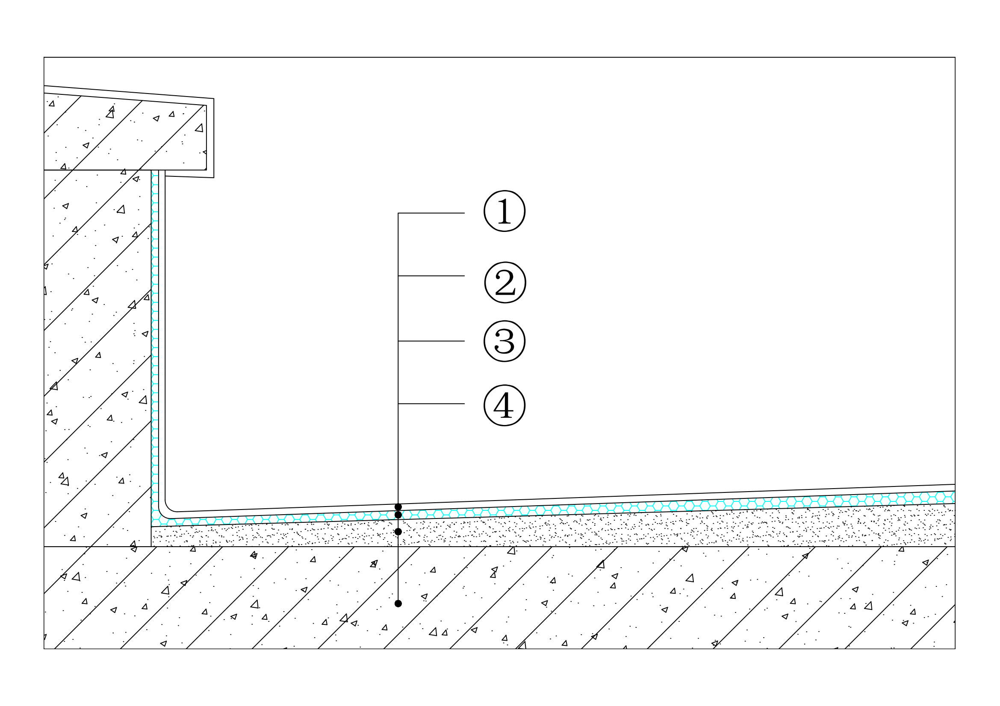 ①
②
③
④